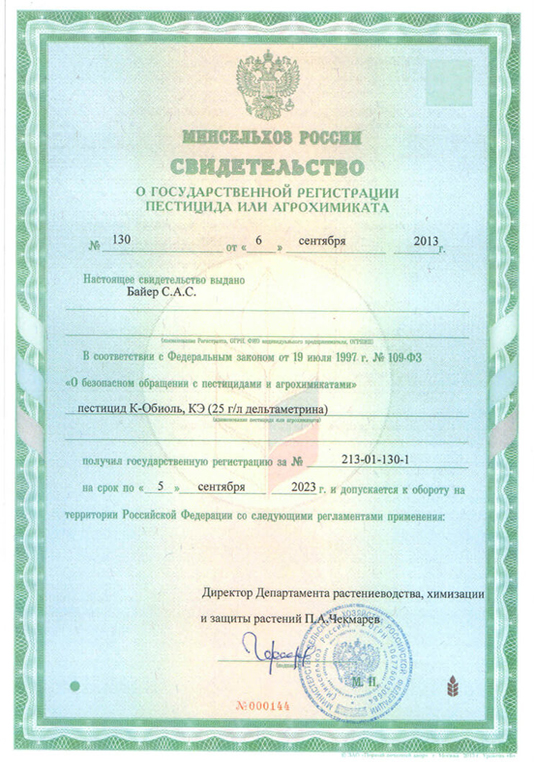 МИНСЕЛЬХОЗ РОССИИ
СВИДЕТЕЛЬСТВО
О ГОСУДАРСТВЕННОЙ РЕГИСТРАЦИИ
ПЕСТИЦИДА ИЛИ АГРОХИМИКАТА
№ 130 от « 6 » сентября 2013 г.
Настоящее свидетельство выдано
Байер С.А.С.
(наименование Регистранта, ОГРН, ФИО индивидуального предпринимателя, ОГРНИП)
В соответствии с Федеральным законом от 19 июля 1997 г. № 109-ФЗ
«О безопасном обращении с пестицидами и агрохимикатами»
пестицид К-Обиоль, КЭ (25 г/л дельтаметрина)
(наименование пестицида или агрохимиката)
получил государственную регистрацию за № 213-01-130-1
на срок по « 5 » сентября 2023 г. и допускается к обороту на
территории Российской Федерации со следующими регламентами применения:
Директор Департамента растениеводства, химизации
и защиты растений П.А.Чекмарев
М. П.
№000144